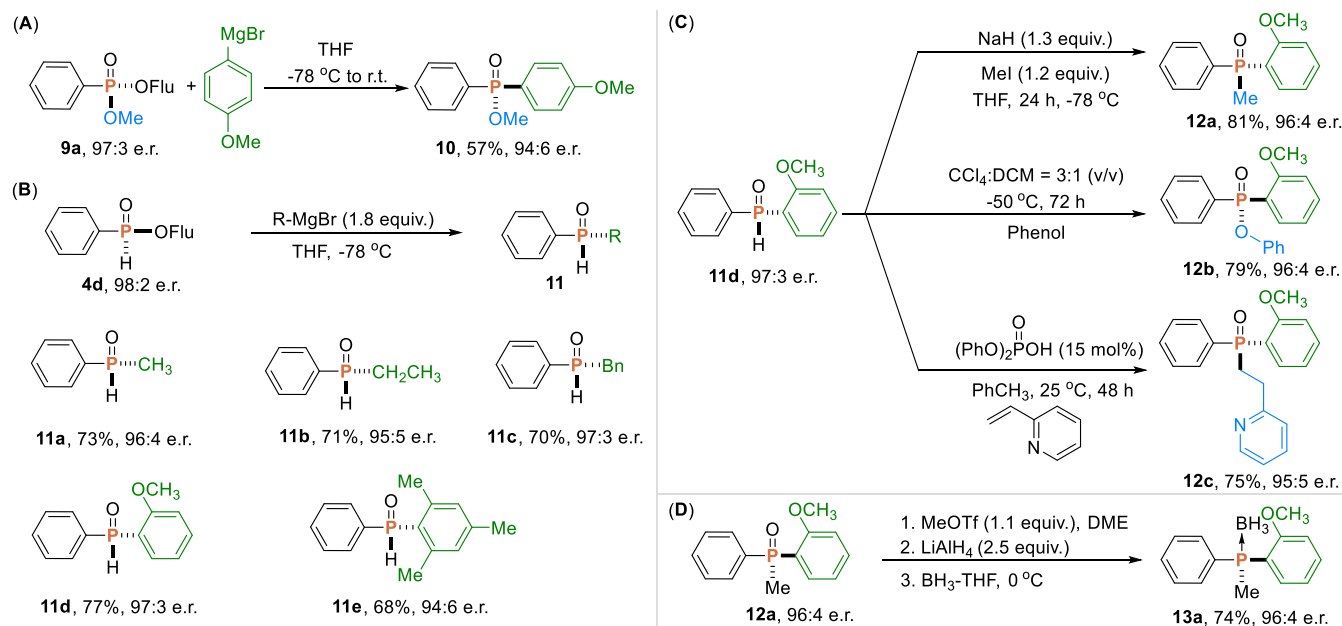 (A)
MgBr
OMe
O
P
OFlu
OMe
+
9a, 97:3 e.r.
THF
-78 °C to r.t.
O
P
OMe
OMe
10, 57%, 94:6 e.r.
(B)
O
P
OFlu
H
4d, 98:2 e.r.
R-MgBr (1.8 equiv.)
THF, -78 °C
O
P
R
H
11
O
P
CH₃
H
11a, 73%, 96:4 e.r.
O
P
CH₂CH₃
H
11b, 71%, 95:5 e.r.
O
P
Bn
H
11c, 70%, 97:3 e.r.
O
OCH₃
P
H
11d, 77%, 97:3 e.r.
Me
O
P
Me
H
Me
11e, 68%, 94:6 e.r.
(C)
O
OCH₃
P
H
11d, 97:3 e.r.
NaH (1.3 equiv.)
MeI (1.2 equiv.)
THF, 24 h, -78 °C
OCH₃
O
P
Me
12a, 81%, 96:4 e.r.
CCl₄:DCM = 3:1 (v/v)
-50 °C, 72 h
Phenol
OCH₃
O
P
O
Ph
12b, 79%, 96:4 e.r.
O
(PhO)₂POH (15 mol%)
PhCH₃, 25 °C, 48 h
N
OCH₃
O
P
N
12c, 75%, 95:5 e.r.
(D)
OCH₃
O
P
Me
12a, 96:4 e.r.
1. MeOTf (1.1 equiv.), DME
2. LiAlH₄ (2.5 equiv.)
3. BH₃-THF, 0 °C
BH₃
OCH₃
P
Me
13a, 74%, 96:4 e.r.